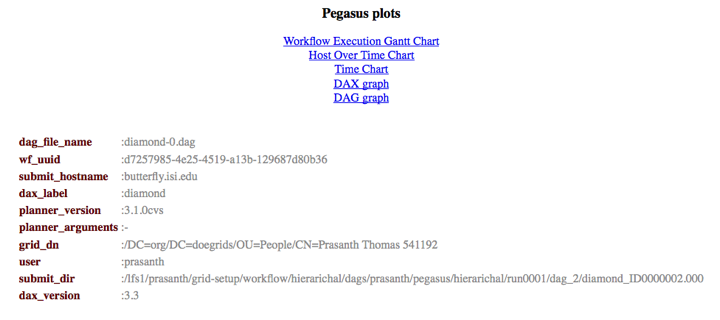 Pegasus plots
Workflow Execution Gantt Chart
Host Over Time Chart
Time Chart
DAX graph
DAG graph
dag_file_name :diamond-0.dag
wf_uuid :d7257985-4e25-4519-a13b-129687d80b36
submit_hostname :butterfly.isi.edu
dax_label :diamond
planner_version :3.1.0cvs
planner_arguments :-
grid_dn :/DC=org/DC=doegrids/OU=People/CN=Prasanth Thomas 541192
user :prasanth
submit_dir :/lfs1/prasanth/grid-setup/workflow/hierarichal/dags/prasanth/pegasus/hierarichal/run0001/dag_2/diamond_ID0000002.000
dax_version :3.3